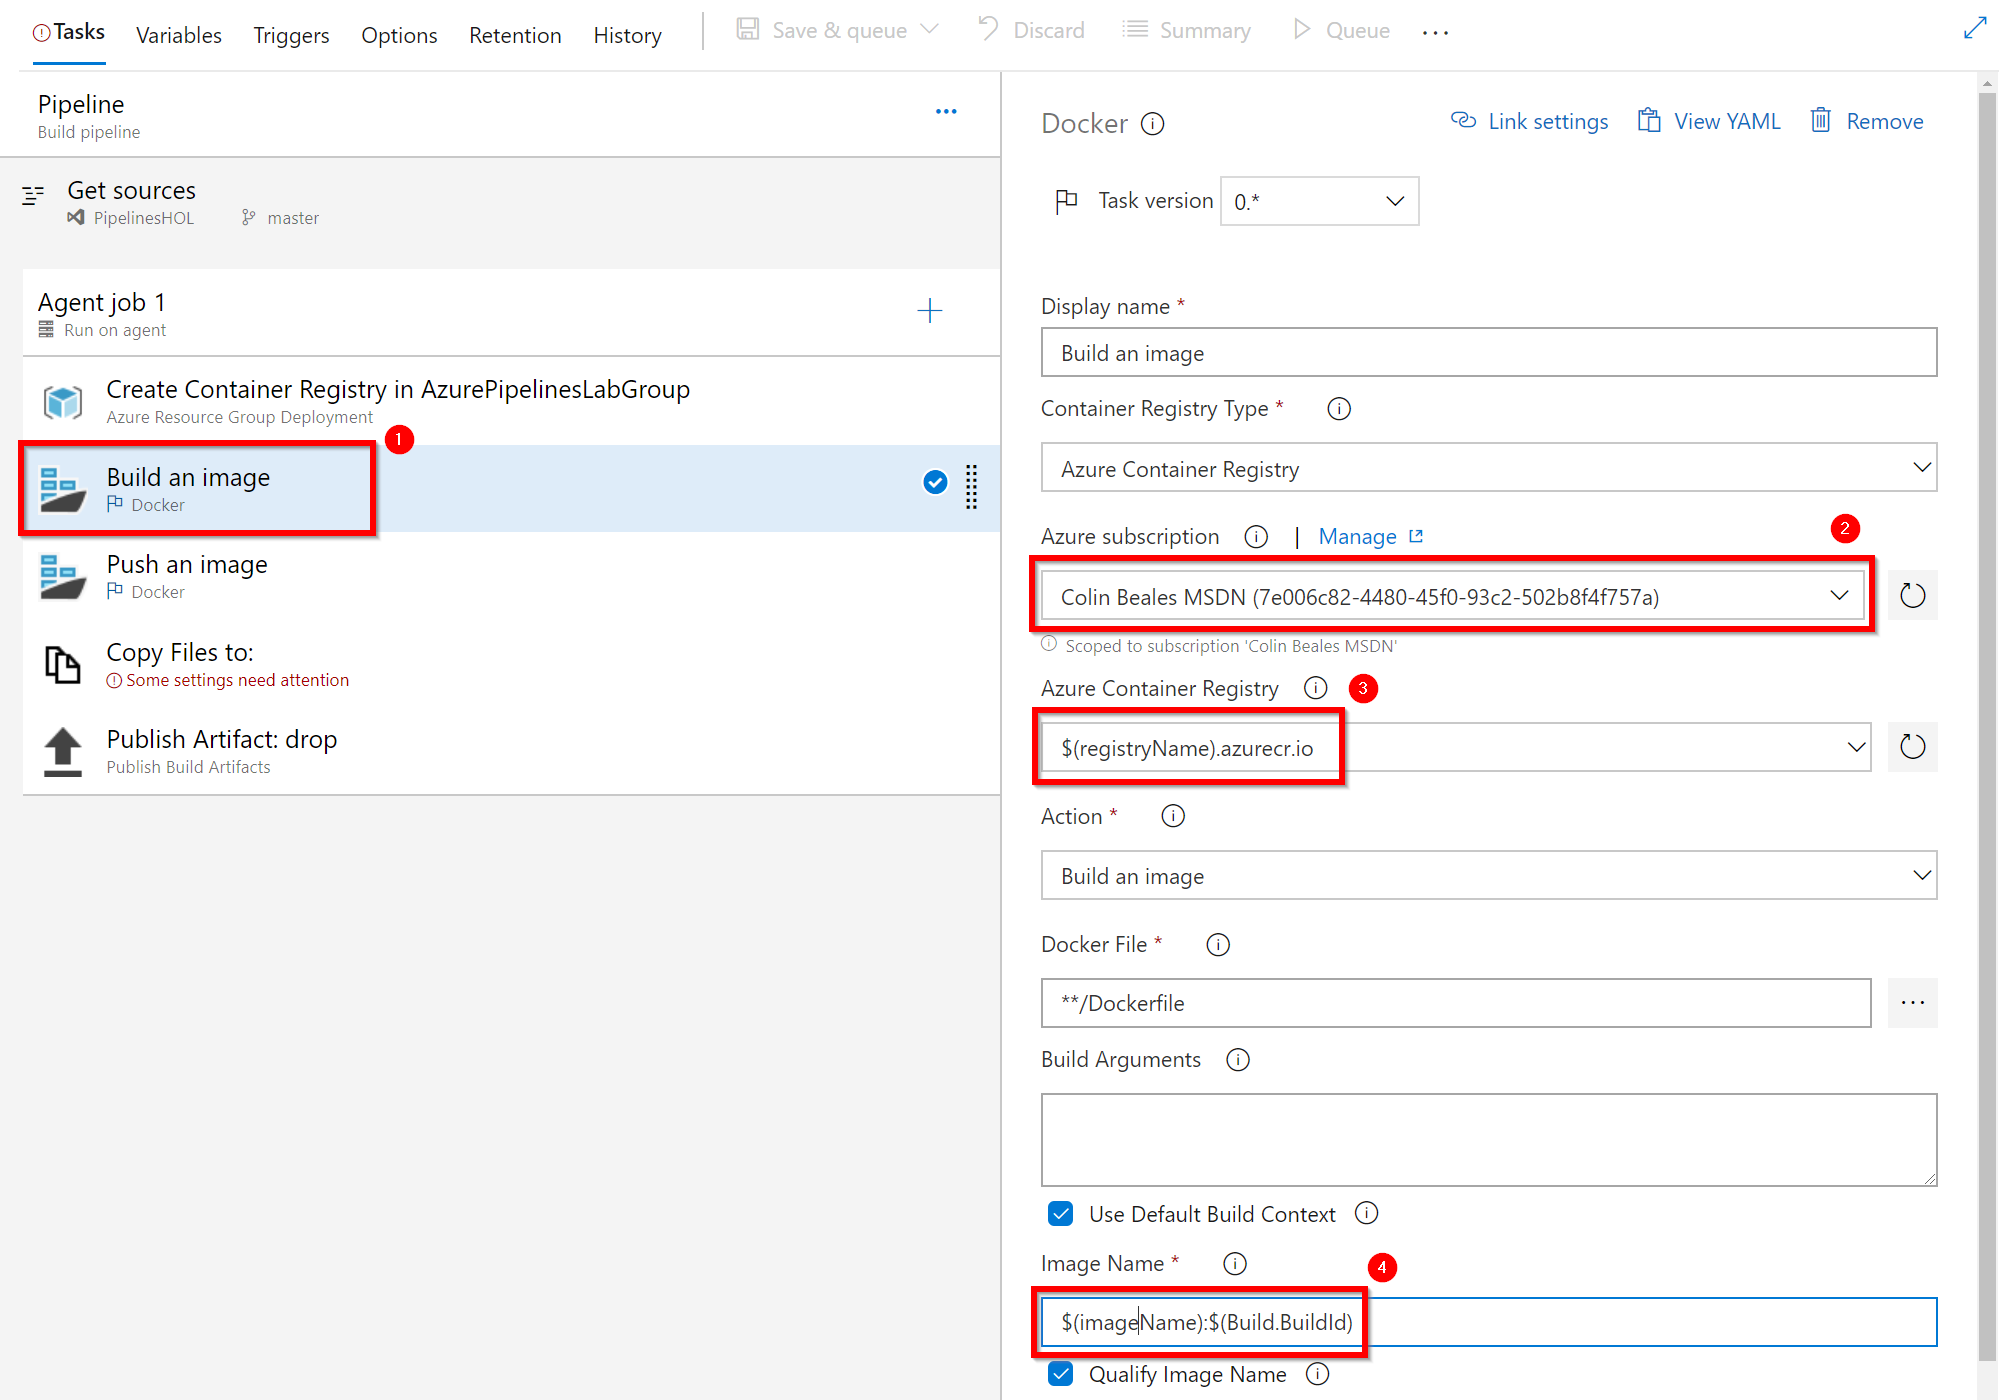 Tasks Variables Triggers Options Retention History Save & queue Discard Summary Queue ...
Pipeline
Build pipeline
Get sources
PipelinesHOL master
Agent job 1
Run on agent
Create Container Registry in AzurePipelinesLabGroup
Azure Resource Group Deployment
1
Build an image
Docker
Push an image
Docker
Copy Files to:
Some settings need attention
Publish Artifact: drop
Publish Build Artifacts
Docker Link settings View YAML Remove
Task version 0.*
Display name *
Build an image
Container Registry Type *
Azure Container Registry
Azure subscription | Manage 2
Colin Beales MSDN (7e006c82-4480-45f0-93c2-502b8f4f757a)
Scoped to subscription 'Colin Beales MSDN'
Azure Container Registry 3
$(registryName).azurecr.io
Action *
Build an image
Docker File *
**/Dockerfile ...
Build Arguments
Use Default Build Context
Image Name * 4
$(imageName):$(Build.BuildId)
Qualify Image Name